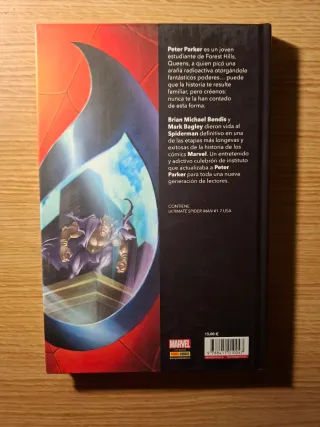 Peter Parker es un joven
estudiante de Forest Hills,
Queens, a quien picó una
araña radioactiva otorgándole
fantásticos poderes... puede
que la historia te resulte
familiar, pero créenos:
nunca te la han contado
de esta forma.
Brian Michael Bendis y
Mark Bagley dieron vida al
Spiderman definitivo en una
de las etapas más longevas y
exitosas de la historia de los
cómics Marvel. Un entretenido
y adictivo culebrón de instituto
que actualizaba a Peter
Parker para toda una nueva
generación de lectores.
CONTIENE
ULTIMATE SPIDER-MAN #1-7 USA
MARVEL
15,00 €